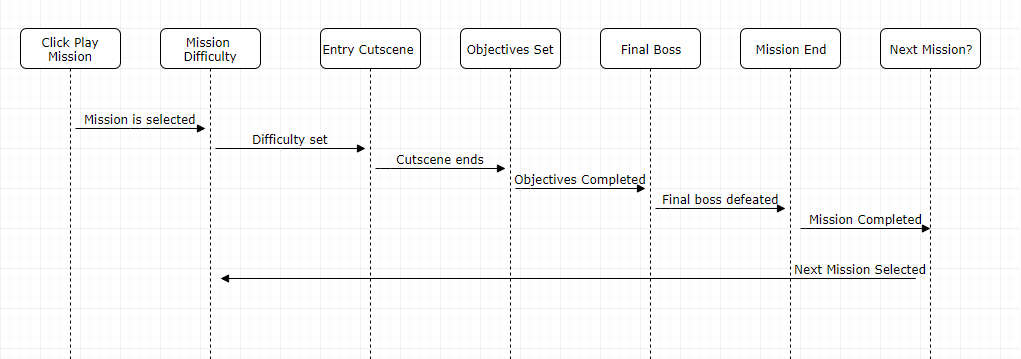 Click Play
Mission
Mission
Difficulty
Entry Cutscene
Objectives Set
Final Boss
Mission End
Next Mission?
Mission is selected
Difficulty set
Cutscene ends
Objectives Completed
Final boss defeated
Mission Completed
Next Mission Selected